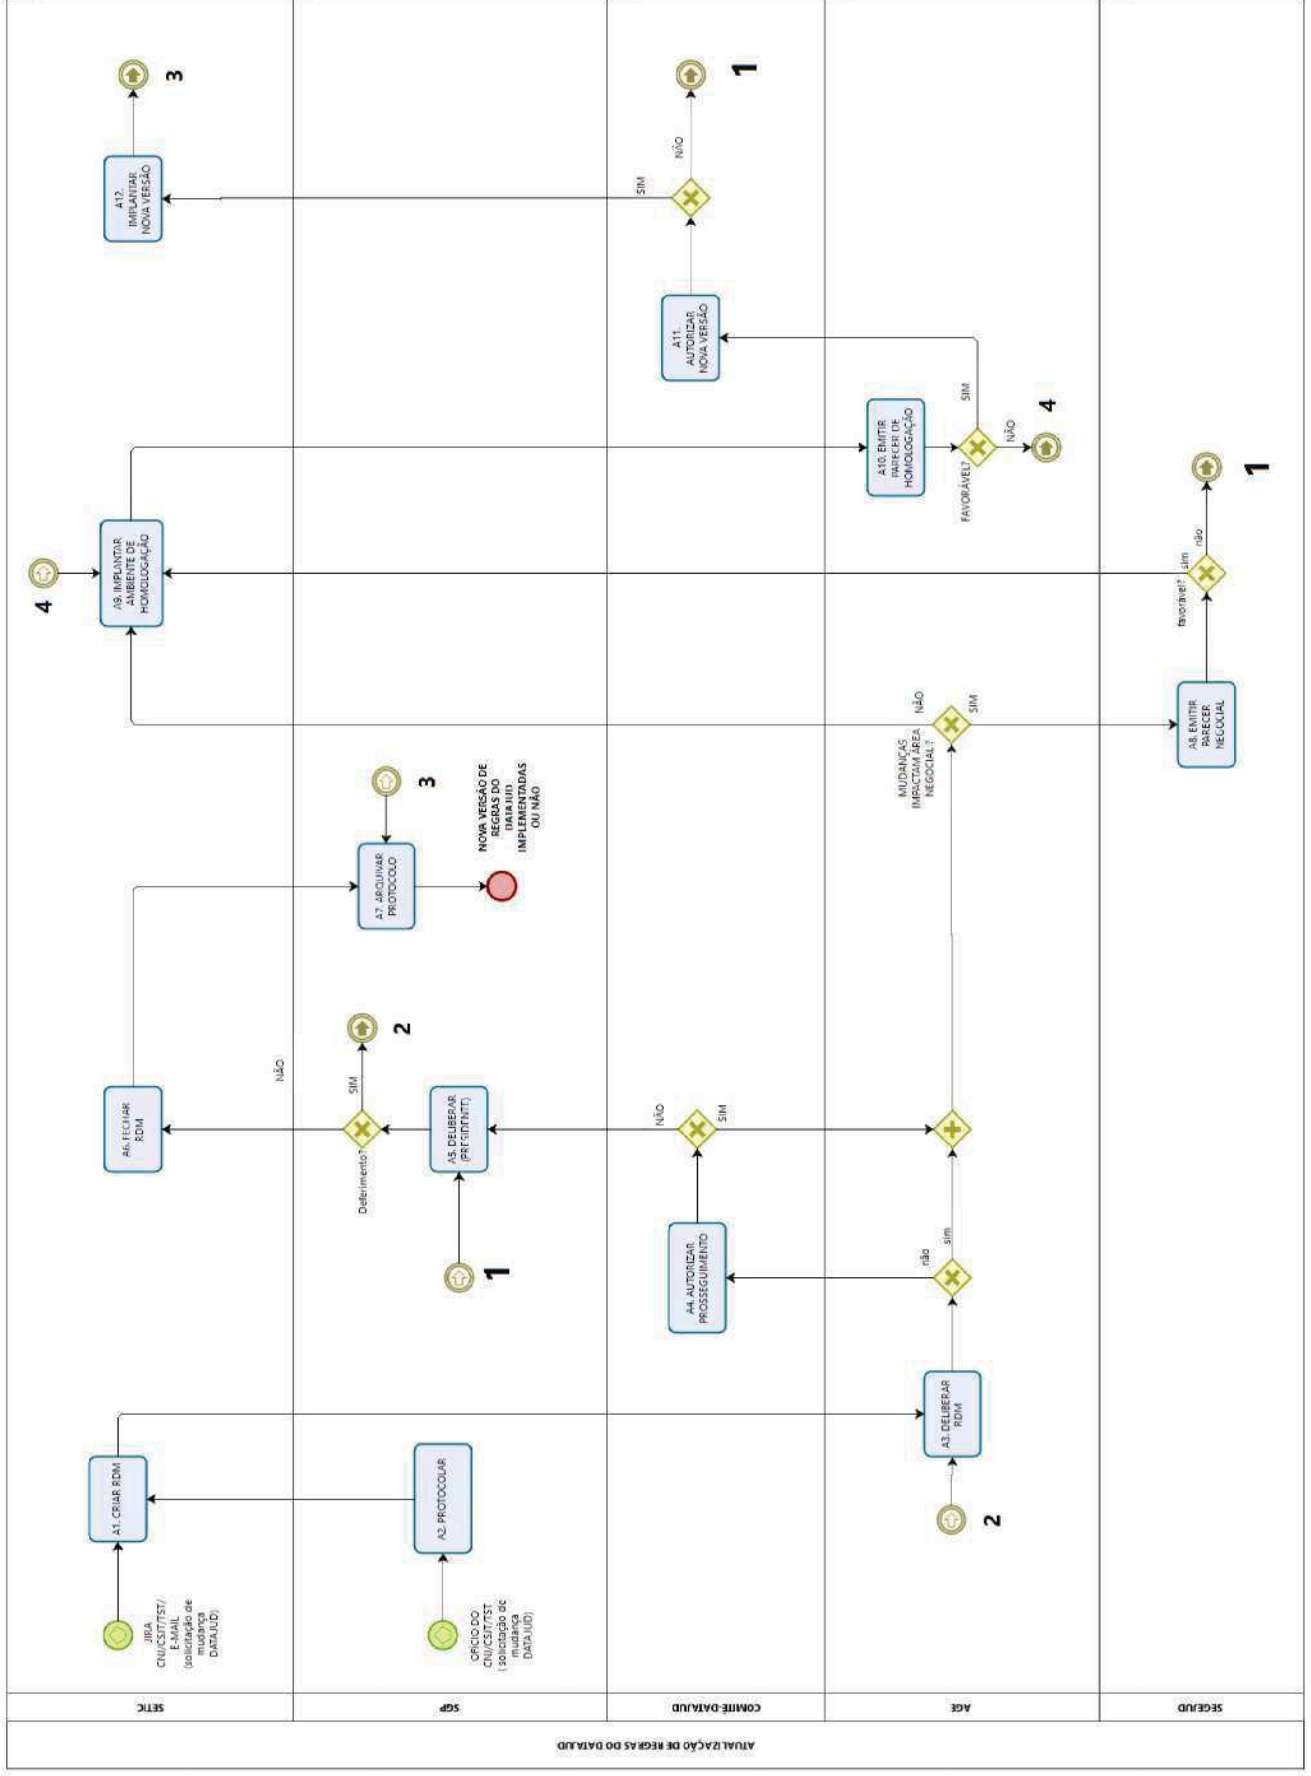 ATUALIZAÇÃO DE REGRAS DO DATAJUD
SETIC
SGP
COMITÊ-DATAJUD
AGE
SEGEJUD
JIRA
CNJ/CSJT/TST/
E-MAIL
(solicitação de
mudança
DATAJUD)
A1. CRIAR RDM
OFÍCIO DO
CNJ/CSJT/TST
( solicitação de
mudança
DATAJUD)
A2. PROTOCOLAR
2
A3. DELIBERAR
RDM
não
sim
A4. AUTORIZAR
PROSSEGUIMENTO
NÃO
SIM
1
A5. DELIBERAR
(PRESIDENTE)
Deferimento?
SIM
2
NÃO
A6. FECHAR
RDM
A7. ARQUIVAR
PROTOCOLO
3
NOVA VERSÃO DE
REGRAS DO
DATAJUD
IMPLEMENTADAS
OU NÃO
MUDANÇAS
IMPACTAM ÁREA
NEGOCIAL ?
NÃO
SIM
A8. EMITIR
PARECER
NEGOCIAL
favorável?
sim
não
1
4
A9. IMPLANTAR
AMBIENTE DE
HOMOLOGAÇÃO
A10. EMITIR
PARECER DE
HOMOLOGAÇÃO
FAVORÁVEL?
NÃO
4
SIM
A11.
AUTORIZAR
NOVA VERSÃO
SIM
NÃO
1
A12.
IMPLANTAR
NOVA VERSÃO
3